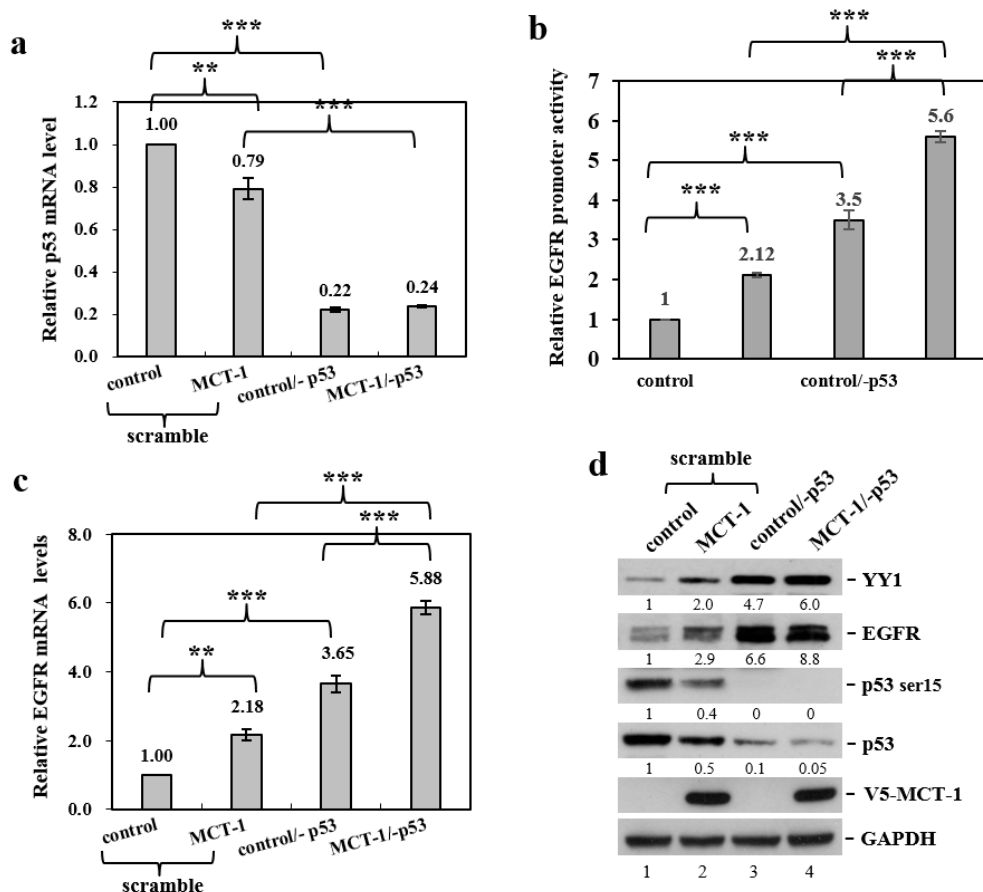 a
***
**
***
Relative p53 mRNA level
1.2
1.0
0.8
0.6
0.4
0.2
0.0
1.00
0.79
0.22
0.24
control
MCT-1
control/- p53
MCT-1/-p53
scramble
b
***
***
***
***
Relative EGFR promoter activity
7
6
5
4
3
2
1
0
1
2.12
3.5
5.6
control
control/-p53
c
***
***
***
**
Relative EGFR mRNA levels
8.0
6.0
4.0
2.0
0.0
1.00
2.18
3.65
5.88
control
MCT-1
control/- p53
MCT-1/-p53
scramble
d
scramble
control
MCT-1
control/-p53
MCT-1/-p53
- YY1
1 2.0 4.7 6.0
- EGFR
1 2.9 6.6 8.8
- p53 ser15
1 0.4 0 0
- p53
1 0.5 0.1 0.05
- V5-MCT-1
- GAPDH
1 2 3 4